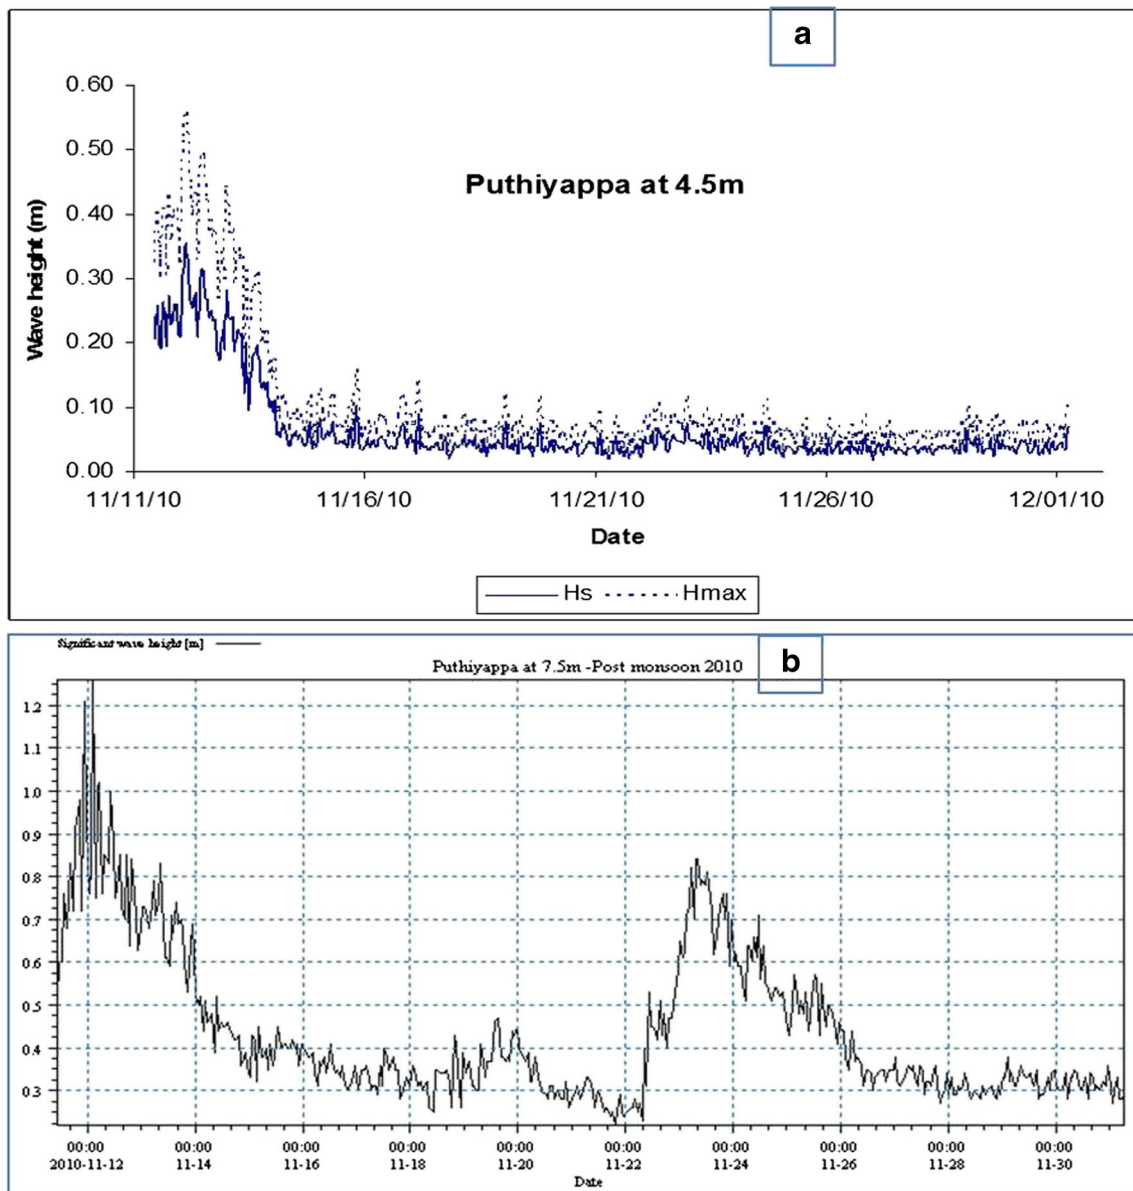 a
0.60
0.50
0.40
0.30
0.20
0.10
0.00
Wave height (m)
Puthiyappa at 4.5m
11/11/10 11/16/10 11/21/10 11/26/10 12/01/10
Date
Hs Hmax
Significant wave height [m]
b
Puthiyappa at 7.5m -Post monsoon 2010
1.2
1.1
1.0
0.9
0.8
0.7
0.6
0.5
0.4
0.3
00:00 00:00 00:00 00:00 00:00 00:00 00:00 00:00 00:00 00:00
2010-11-12 11-14 11-16 11-18 11-20 11-22 11-24 11-26 11-28 11-30
Date